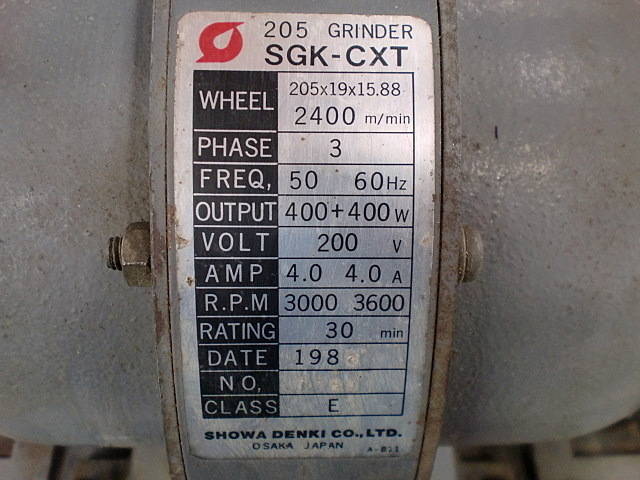 205 GRINDER
SGK-CXT
WHEEL 205x19x15.88
2400 m/min
PHASE 3
FREQ, 50 60Hz
OUTPUT 400+400W
VOLT 200 V
AMP 4.0 4.0 A
R.P.M 3000 3600
RATING 30 min
DATE 198
NO,
CLASS E
SHOWA DENKI CO., LTD.
OSAKA JAPAN A-B11